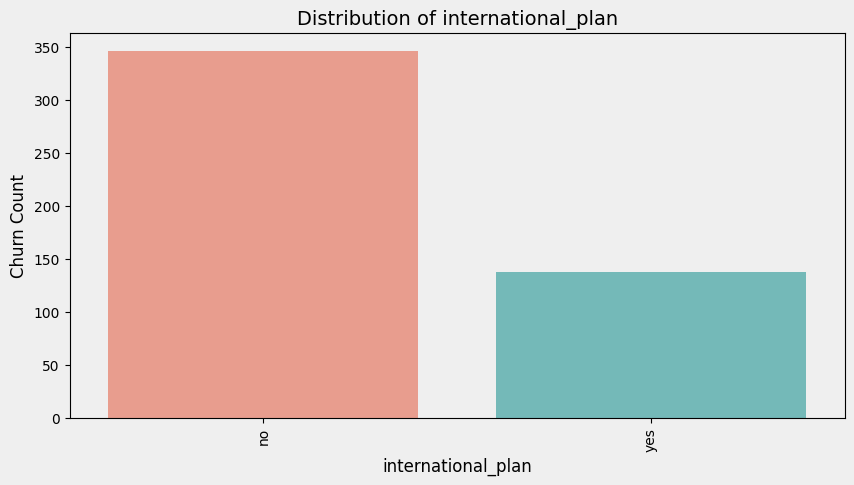 Distribution of international_plan
Churn Count
350
300
250
200
150
100
50
0
no
yes
international_plan